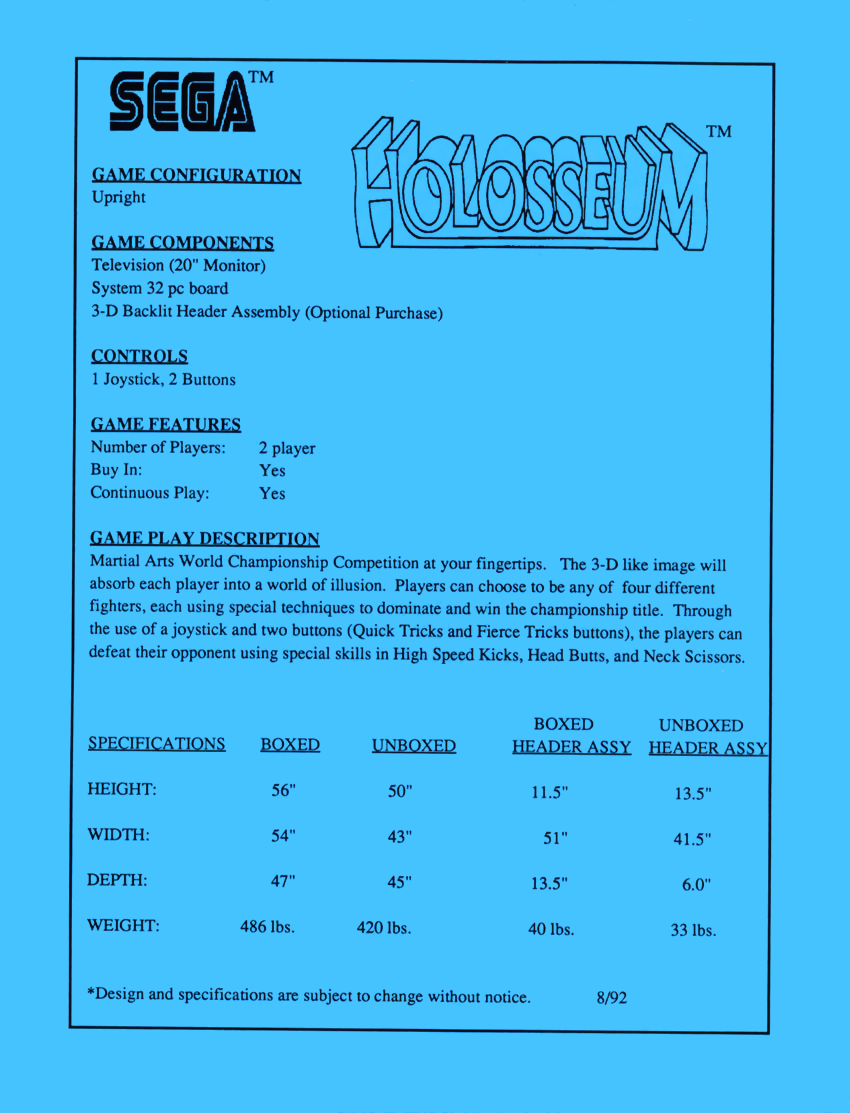 SEGA™
HOLOSSEUM™
GAME CONFIGURATION
Upright
GAME COMPONENTS
Television (20" Monitor)
System 32 pc board
3-D Backlit Header Assembly (Optional Purchase)
CONTROLS
1 Joystick, 2 Buttons
GAME FEATURES
Number of Players: 2 player
Buy In: Yes
Continuous Play: Yes
GAME PLAY DESCRIPTION
Martial Arts World Championship Competition at your fingertips. The 3-D like image will
absorb each player into a world of illusion. Players can choose to be any of four different
fighters, each using special techniques to dominate and win the championship title. Through
the use of a joystick and two buttons (Quick Tricks and Fierce Tricks buttons), the players can
defeat their opponent using special skills in High Speed Kicks, Head Butts, and Neck Scissors.
BOXED UNBOXED
SPECIFICATIONS BOXED UNBOXED HEADER ASSY HEADER ASSY
HEIGHT: 56" 50" 11.5" 13.5"
WIDTH: 54" 43" 51" 41.5"
DEPTH: 47" 45" 13.5" 6.0"
WEIGHT: 486 lbs. 420 lbs. 40 lbs. 33 lbs.
*Design and specifications are subject to change without notice. 8/92